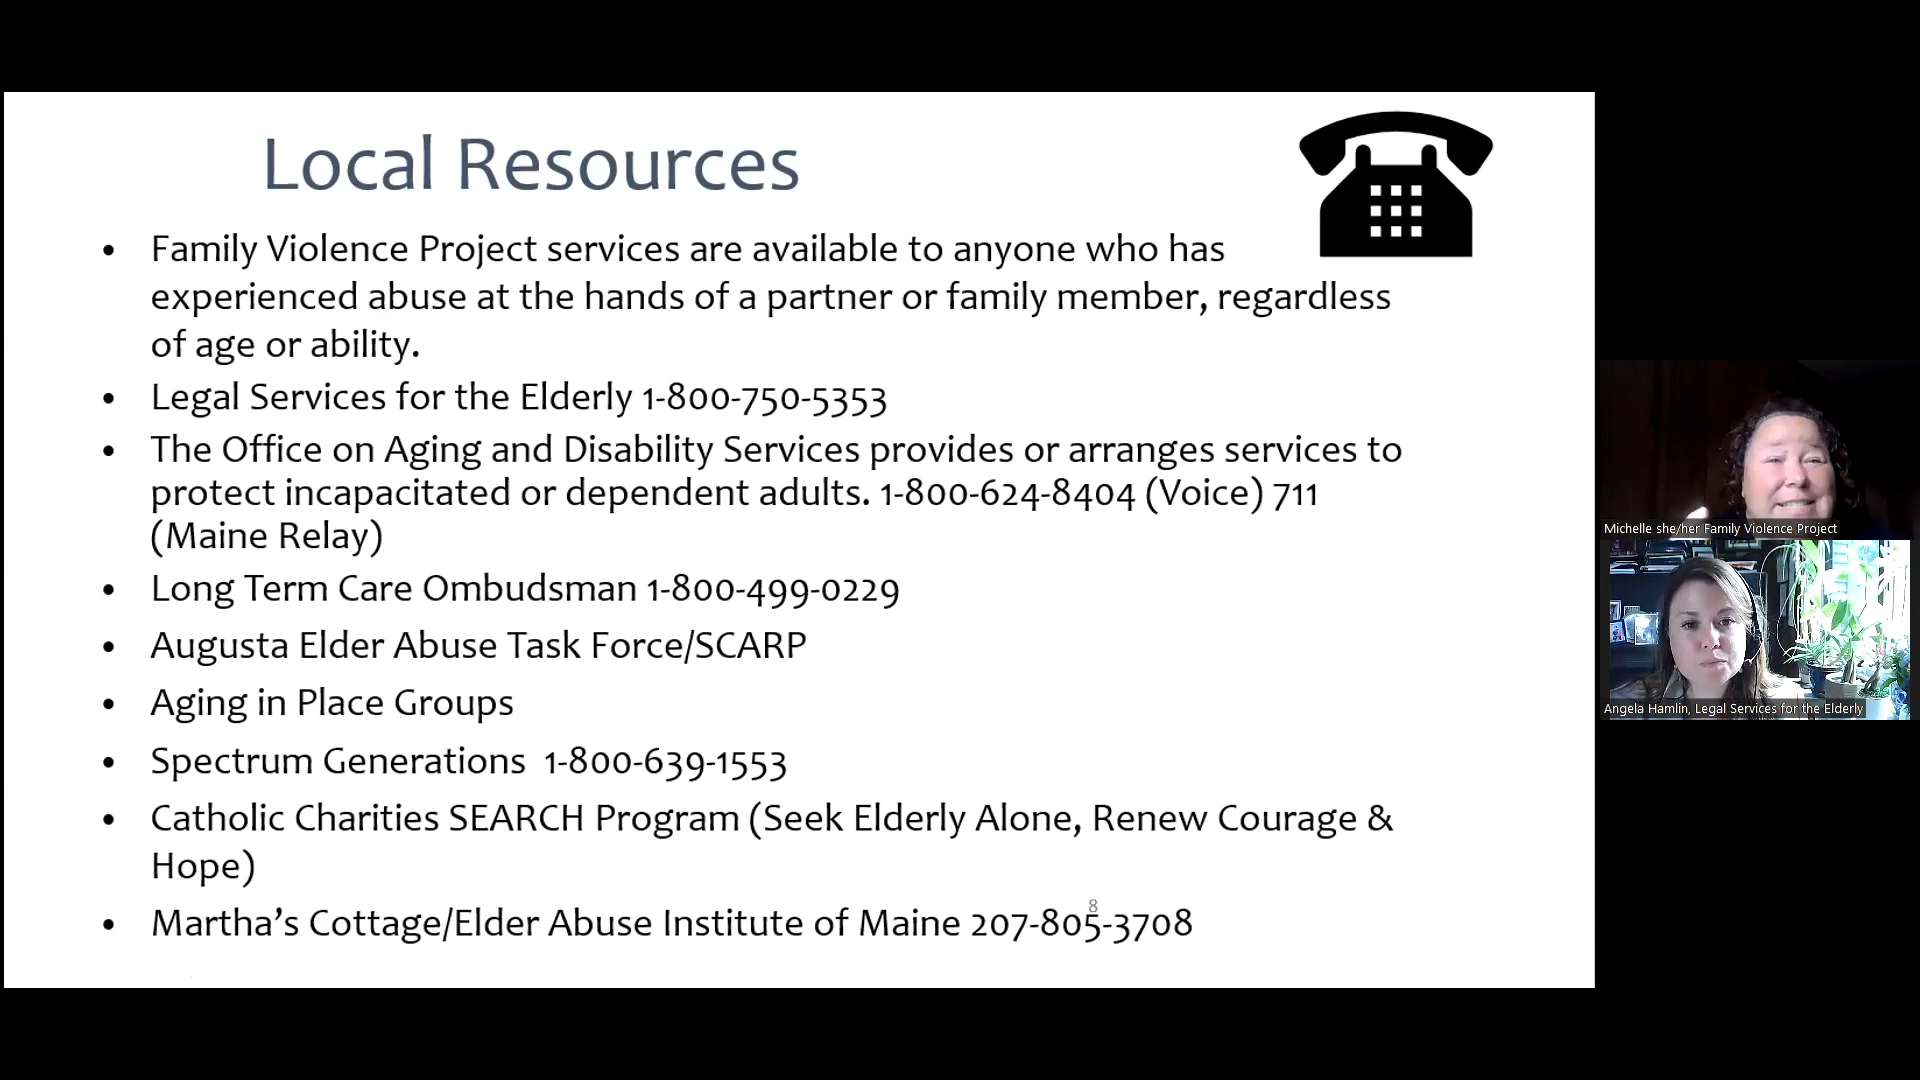 Local Resources
• Family Violence Project services are available to anyone who has
experienced abuse at the hands of a partner or family member, regardless
of age or ability.
• Legal Services for the Elderly 1-800-750-5353
• The Office on Aging and Disability Services provides or arranges services to
protect incapacitated or dependent adults. 1-800-624-8404 (Voice) 711
(Maine Relay)
• Long Term Care Ombudsman 1-800-499-0229
• Augusta Elder Abuse Task Force/SCARP
• Aging in Place Groups
• Spectrum Generations  1-800-639-1553
• Catholic Charities SEARCH Program (Seek Elderly Alone, Renew Courage &
Hope)
• Martha’s Cottage/Elder Abuse Institute of Maine 207-805-3708
8
Michelle she/her Family Violence Project
Angela Hamlin, Legal Services for the Elderly